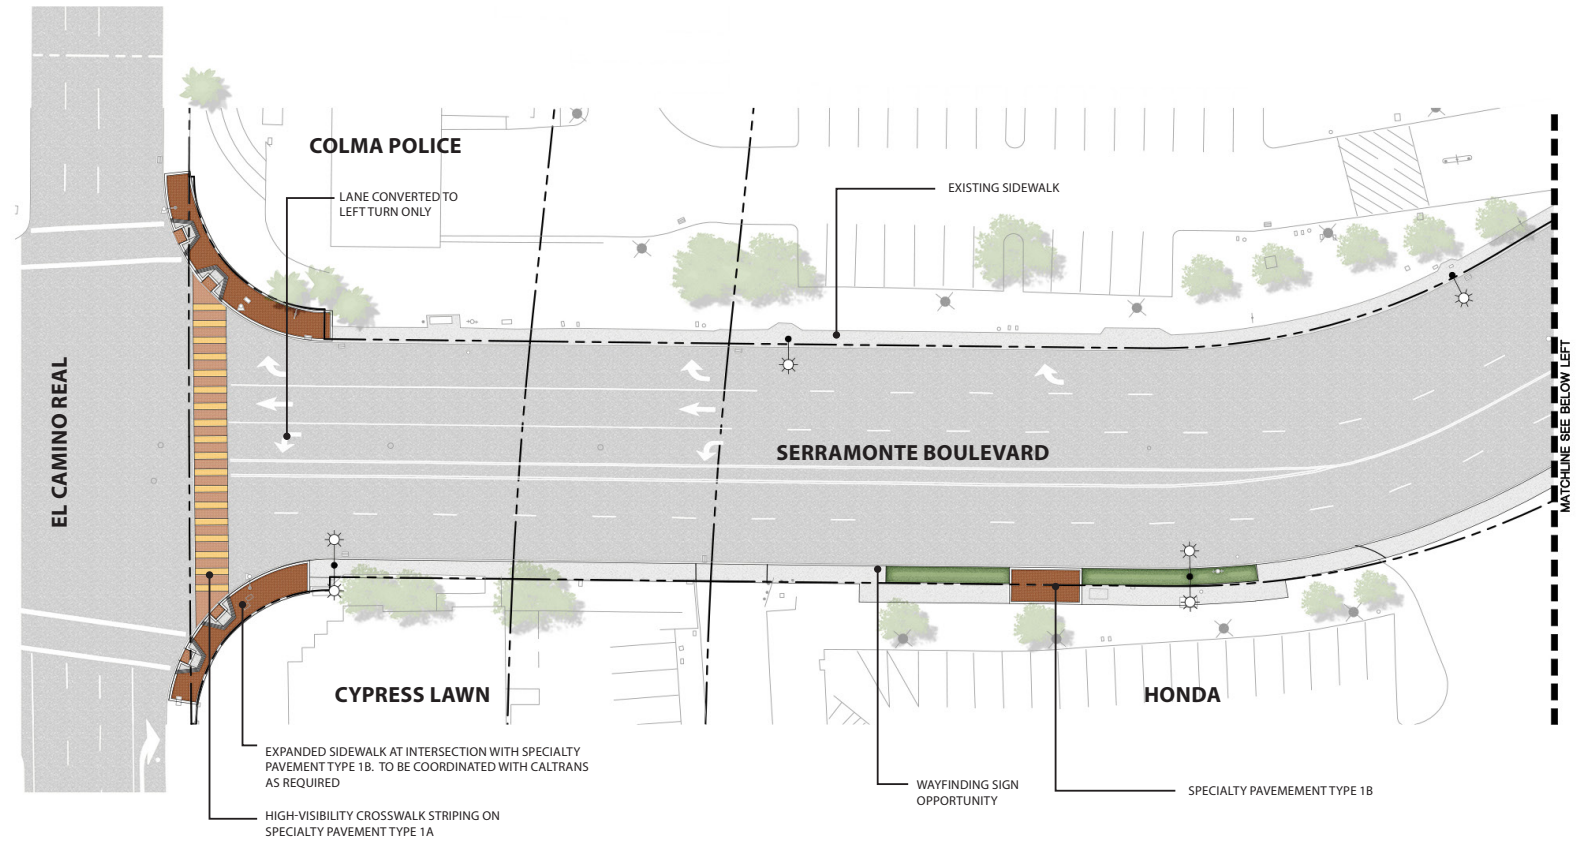 COLMA POLICE
LANE CONVERTED TO
LEFT TURN ONLY
EXISTING SIDEWALK
EL CAMINO REAL
SERRAMONTE BOULEVARD
MATCHLINE SEE BELOW LEFT
CYPRESS LAWN
HONDA
EXPANDED SIDEWALK AT INTERSECTION WITH SPECIALTY
PAVEMENT TYPE 1B. TO BE COORDINATED WITH CALTRANS
AS REQUIRED
WAYFINDING SIGN
OPPORTUNITY
SPECIALTY PAVEMEMENT TYPE 1B
HIGH-VISIBILITY CROSSWALK STRIPING ON
SPECIALTY PAVEMENT TYPE 1A